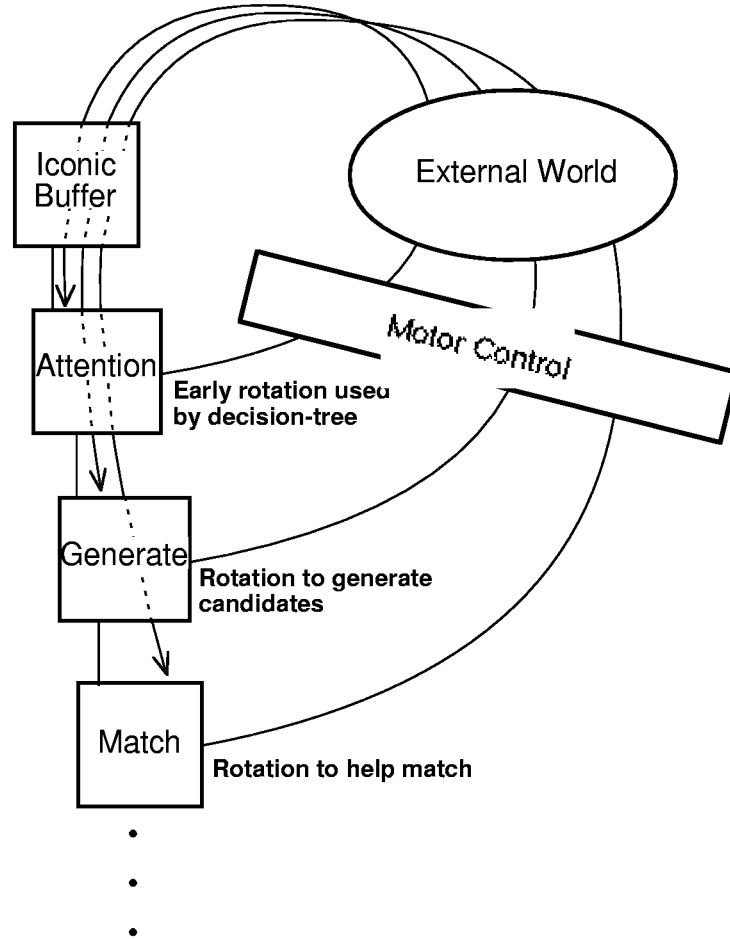 Iconic
Buffer
External World
Motor Control
Attention
Early rotation used
by decision-tree
Generate
Rotation to generate
candidates
Match
Rotation to help match